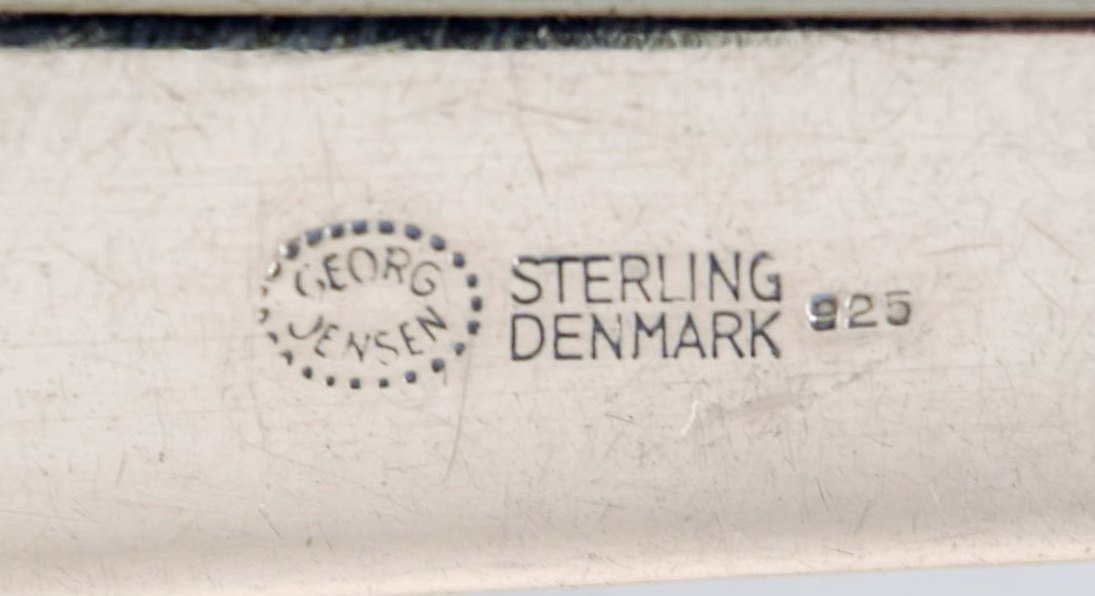 GEORG
JENSEN
STERLING
DENMARK
925